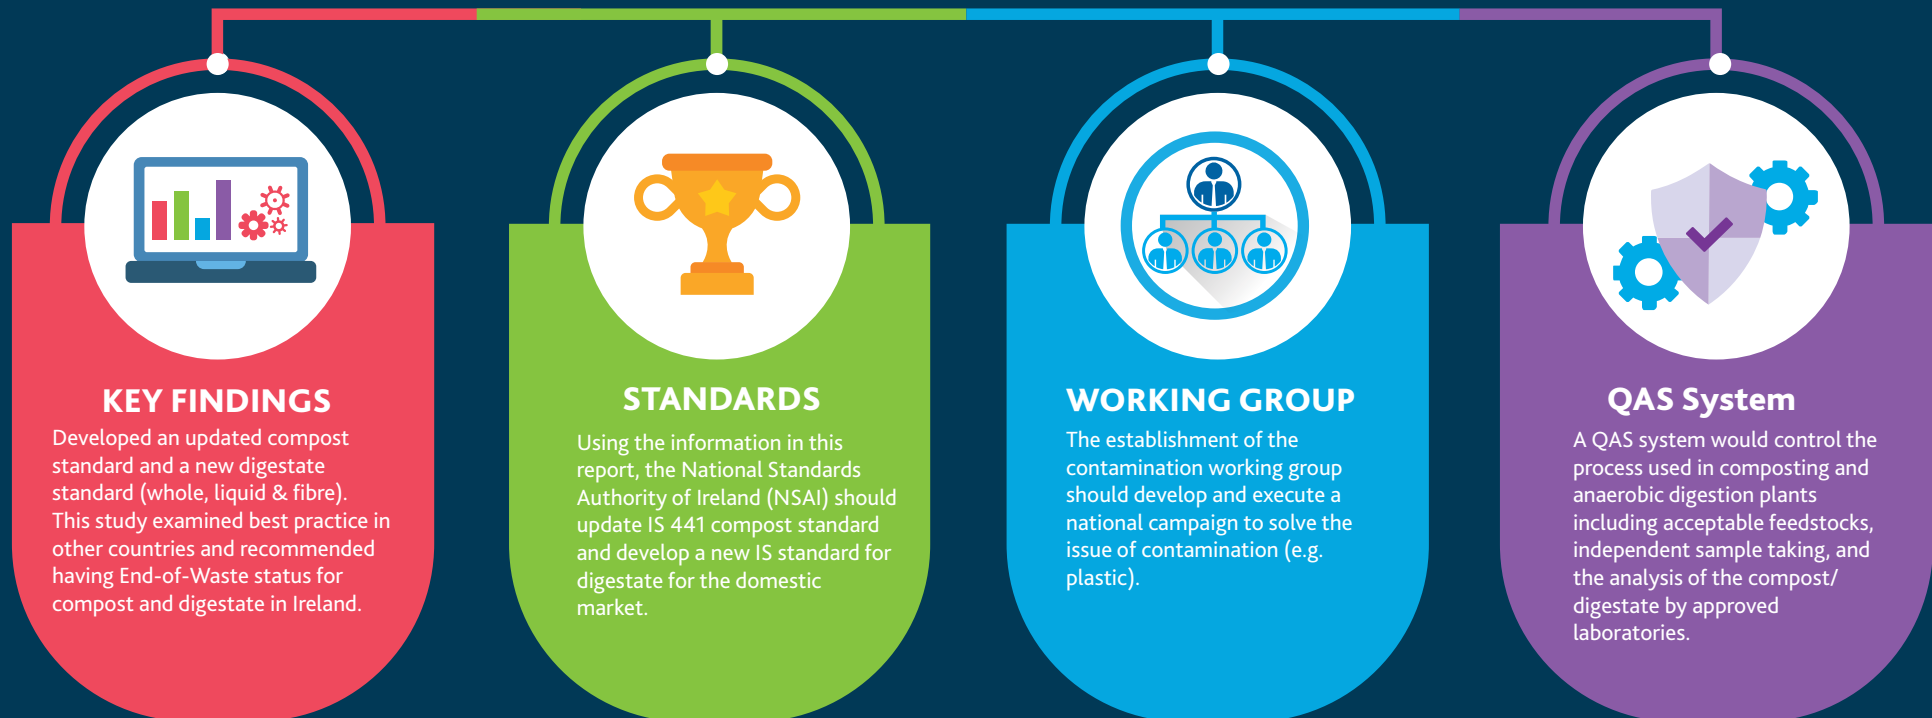 KEY FINDINGS
Developed an updated compost
standard and a new digestate
standard (whole, liquid & fibre).
This study examined best practice in
other countries and recommended
having End-of-Waste status for
compost and digestate in Ireland.
STANDARDS
Using the information in this
report, the National Standards
Authority of Ireland (NSAI) should
update IS 441 compost standard
and develop a new IS standard for
digestate for the domestic
market.
WORKING GROUP
The establishment of the
contamination working group
should develop and execute a
national campaign to solve the
issue of contamination (e.g.
plastic).
QAS System
A QAS system would control the
process used in composting and
anaerobic digestion plants
including acceptable feedstocks,
independent sample taking, and
the analysis of the compost/
digestate by approved
laboratories.